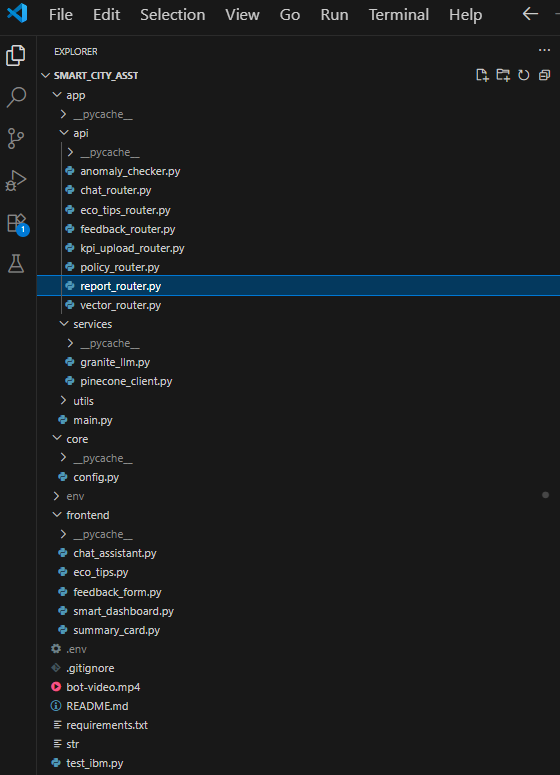 File Edit Selection View Go Run Terminal Help
EXPLORER
SMART_CITY_ASST
app
__pycache__
api
__pycache__
anomaly_checker.py
chat_router.py
eco_tips_router.py
feedback_router.py
kpi_upload_router.py
policy_router.py
report_router.py
vector_router.py
services
__pycache__
granite_llm.py
pinecone_client.py
utils
main.py
core
__pycache__
config.py
env
frontend
__pycache__
chat_assistant.py
eco_tips.py
feedback_form.py
smart_dashboard.py
summary_card.py
.env
.gitignore
bot-video.mp4
README.md
requirements.txt
str
test_ibm.py
1